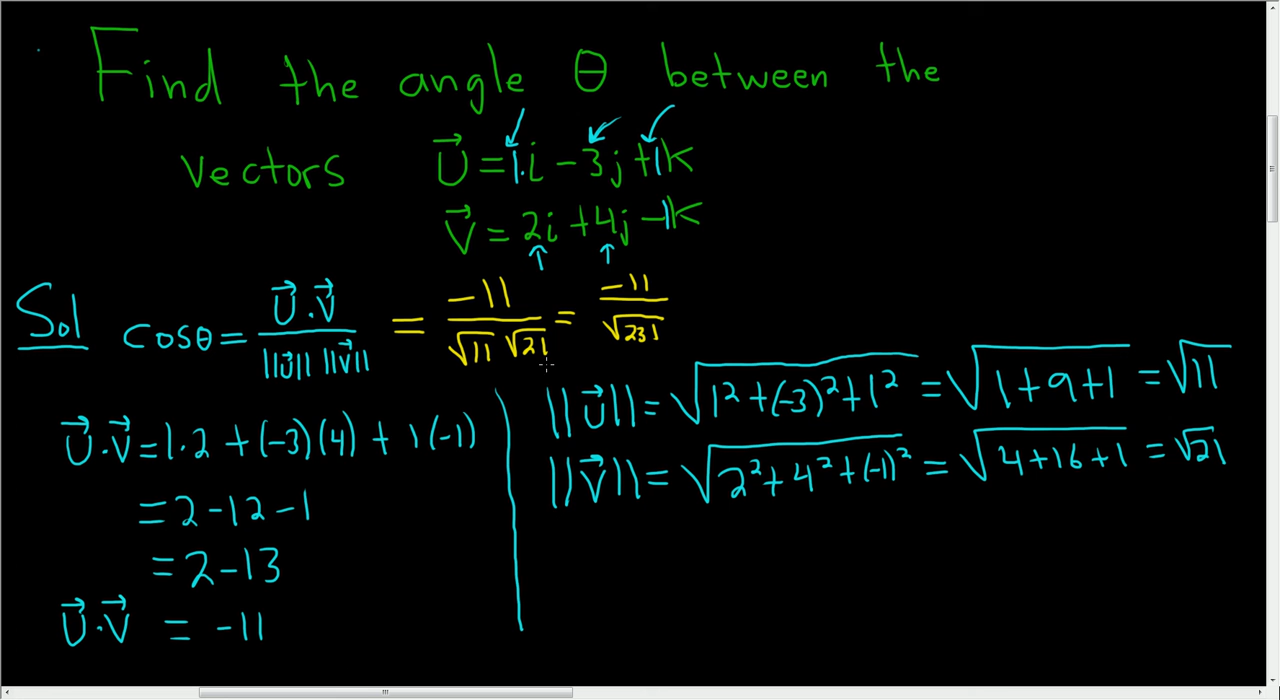 Find the angle θ between the
vectors U⃗ = 1·i − 3j + 1k
V⃗ = 2i + 4j − 1k
Sol cosθ = U⃗·V⃗ / ||U⃗|| ||V⃗|| = −11 / √11 √21 = −11 / √231
||U⃗|| = √(1² + (−3)² + 1²) = √(1 + 9 + 1) = √11
||V⃗|| = √(2² + 4² + (−1)²) = √(4 + 16 + 1) = √21
U⃗·V⃗ = 1·2 + (−3)(4) + 1(−1)
= 2 − 12 − 1
= 2 − 13
U⃗·V⃗ = −11